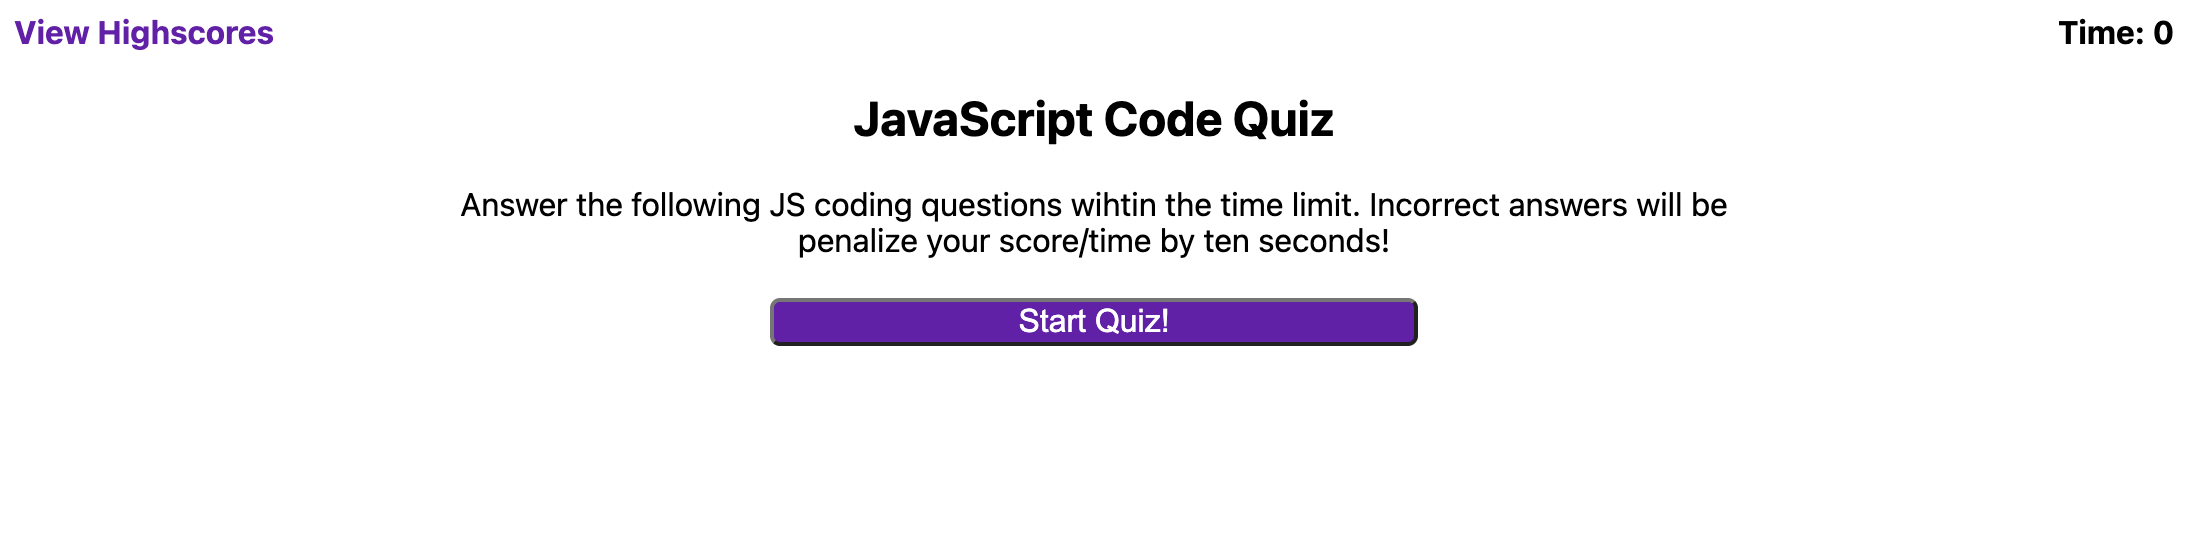 View Highscores
Time: 0
JavaScript Code Quiz
Answer the following JS coding questions wihtin the time limit. Incorrect answers will be
penalize your score/time by ten seconds!
Start Quiz!